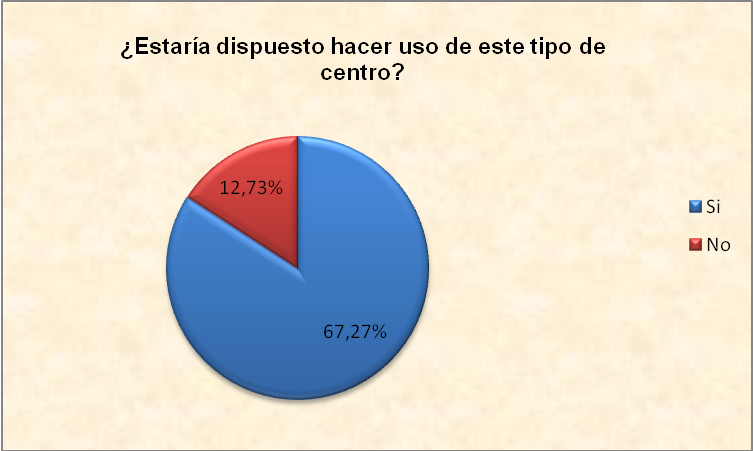 ¿Estaría dispuesto hacer uso de este tipo de
centro?
12,73%
67,27%
Si
No